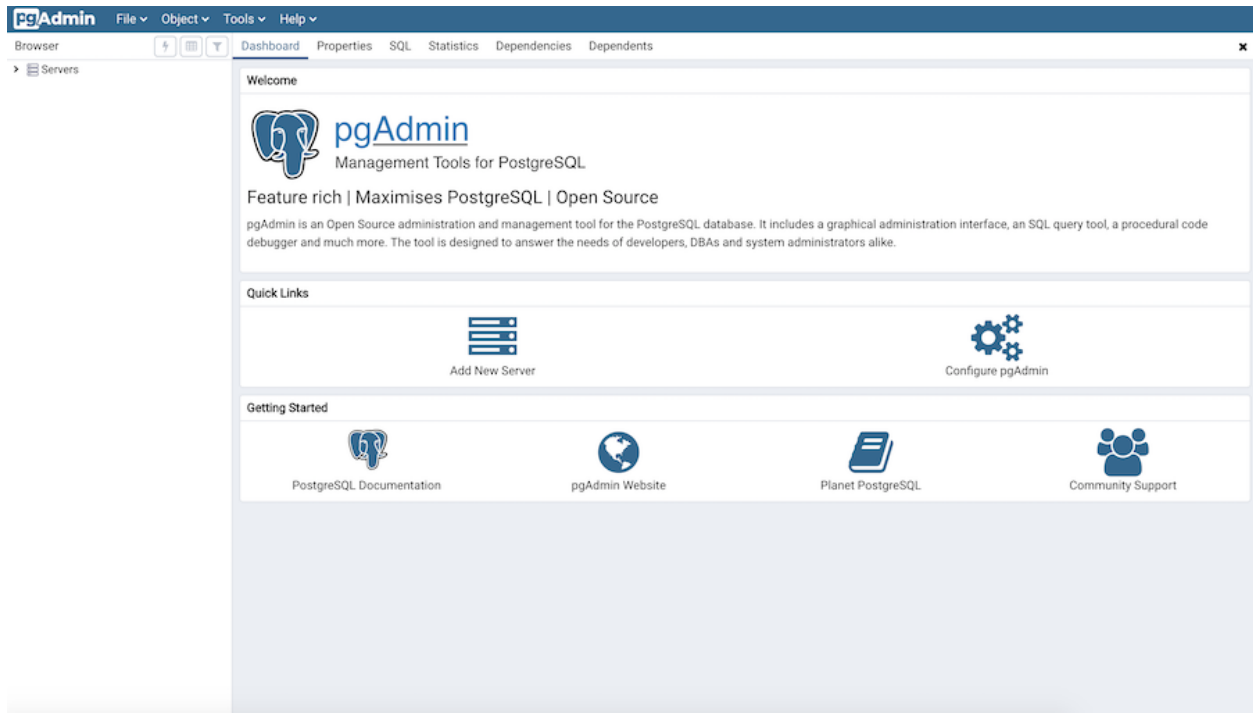 pgAdmin File Object Tools Help
Browser
Dashboard Properties SQL Statistics Dependencies Dependents
Servers
Welcome
pgAdmin
Management Tools for PostgreSQL
Feature rich | Maximises PostgreSQL | Open Source
pgAdmin is an Open Source administration and management tool for the PostgreSQL database. It includes a graphical administration interface, an SQL query tool, a procedural code
debugger and much more. The tool is designed to answer the needs of developers, DBAs and system administrators alike.
Quick Links
Add New Server
Configure pgAdmin
Getting Started
PostgreSQL Documentation
pgAdmin Website
Planet PostgreSQL
Community Support